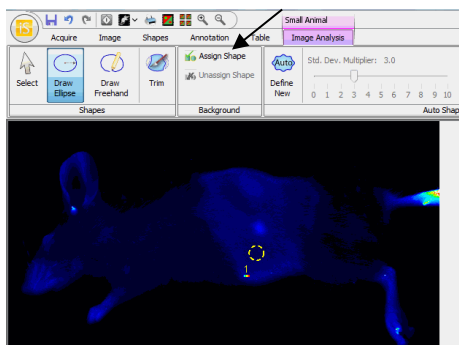 Small Animal
Acquire Image Shapes Annotation Table Image Analysis
Select
Draw Ellipse
Draw Freehand
Trim
Shapes
Assign Shape
Unassign Shape
Background
Auto
Define New
Std. Dev. Multiplier: 3.0
0 1 2 3 4 5 6 7 8 9 10
Auto Shap
1